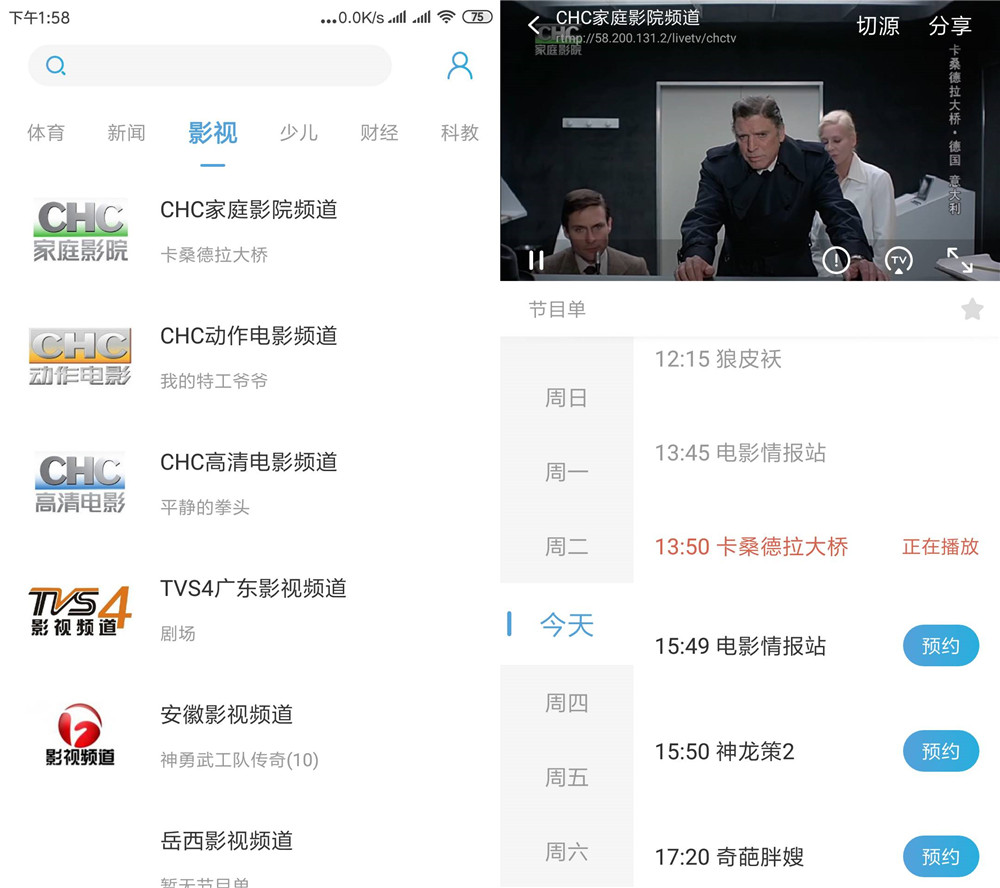 下午1:58
...0.0K/s
75
体育 新闻 影视 少儿 财经 科教
CHC
家庭影院
CHC家庭影院频道
卡桑德拉大桥
CHC
动作电影
CHC动作电影频道
我的特工爷爷
CHC
高清电影
CHC高清电影频道
平静的拳头
TVS4
影视频道
TVS4广东影视频道
剧场
影视频道
安徽影视频道
神勇武工队传奇(10)
岳西影视频道
暂无节目单
CHC家庭影院频道
rtmp://58.200.131.2/livetv/chctv
切源
分享
CHC
家庭影院
卡桑德拉大桥·德国 意大利
TV
节目单
周日
周一
周二
今天
周四
周五
周六
12:15 狼皮袄
13:45 电影情报站
13:50 卡桑德拉大桥 正在播放
15:49 电影情报站 预约
15:50 神龙策2 预约
17:20 奇葩胖嫂 预约